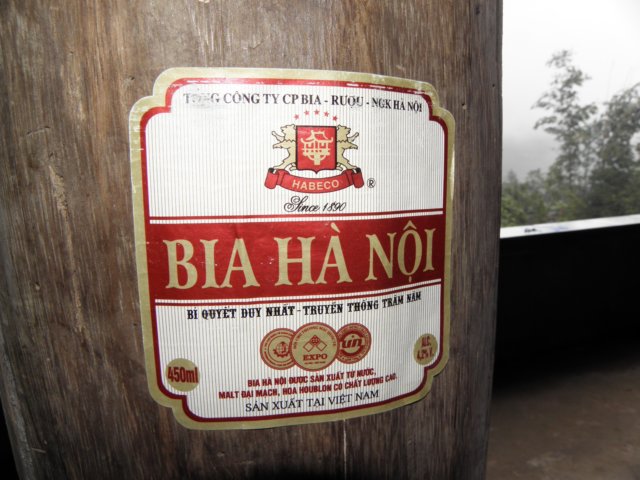 TỔNG CÔNG TY CP BIA - RƯỢU - NGK HÀ NỘI
HABECO ®
Since 1890
BIA HÀ NỘI
BÍ QUYẾT DUY NHẤT - TRUYỀN THỐNG TRĂM NĂM
EXPO
450ml
ALC. 4,2% V.
BIA HÀ NỘI ĐƯỢC SẢN XUẤT TỪ NƯỚC,
MALT ĐẠI MẠCH, HOA HOUBLON CÓ CHẤT LƯỢNG CAO.
SẢN XUẤT TẠI VIỆT NAM